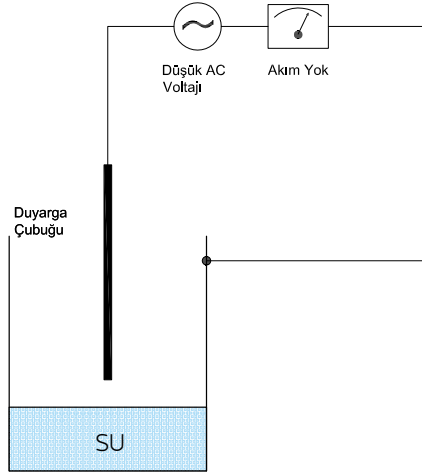 Düşük AC
Voltajı
Akım Yok
Duyarga
Çubuğu
SU